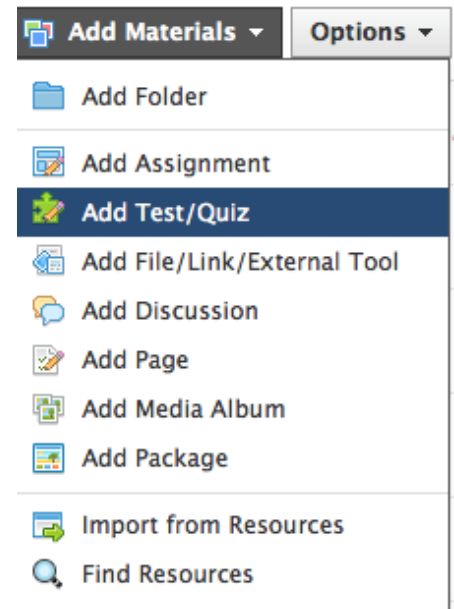 Add Materials Options
Add Folder
Add Assignment
Add Test/Quiz
Add File/Link/External Tool
Add Discussion
Add Page
Add Media Album
Add Package
Import from Resources
Find Resources